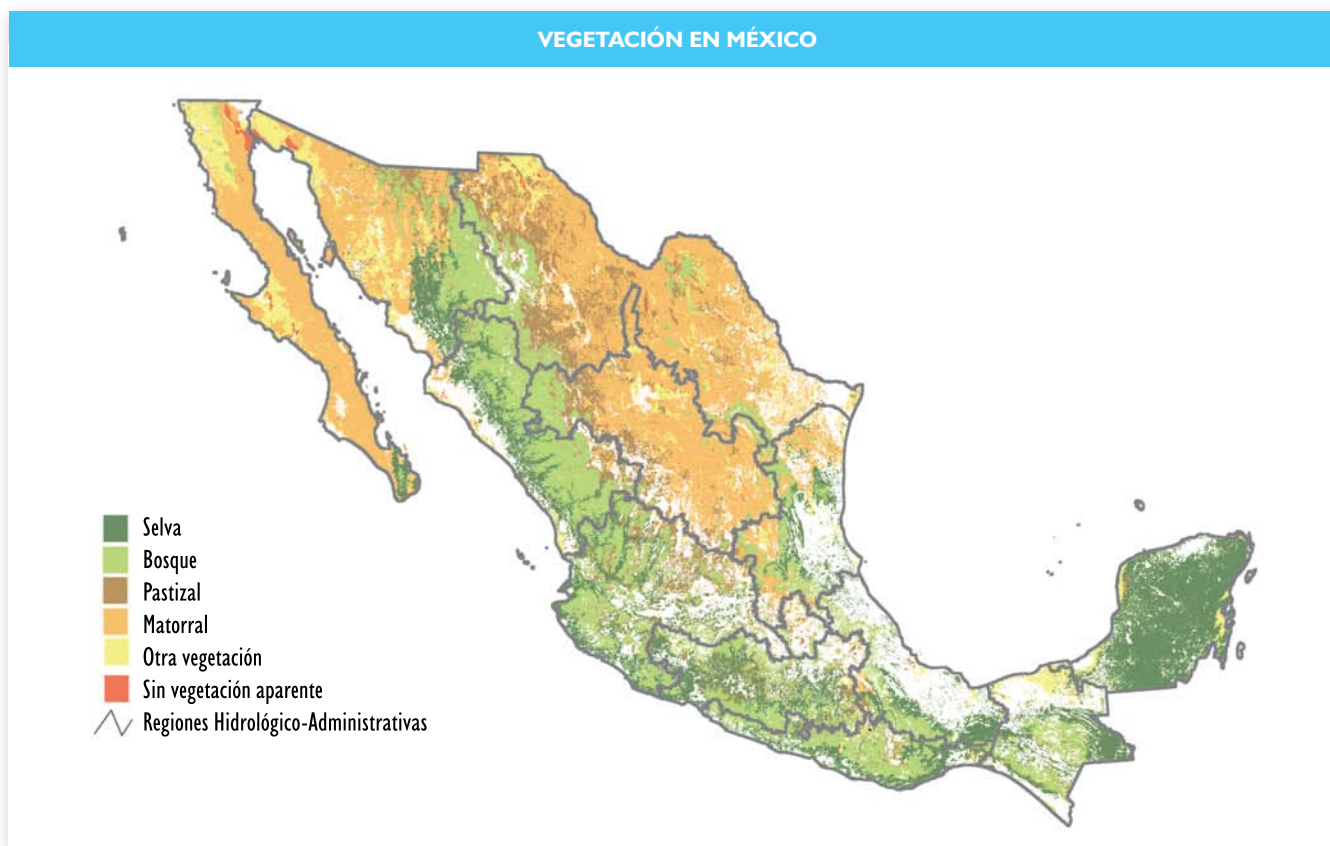 VEGETACIÓN EN MÉXICO
Selva
Bosque
Pastizal
Matorral
Otra vegetación
Sin vegetación aparente
Regiones Hidrológico-Administrativas